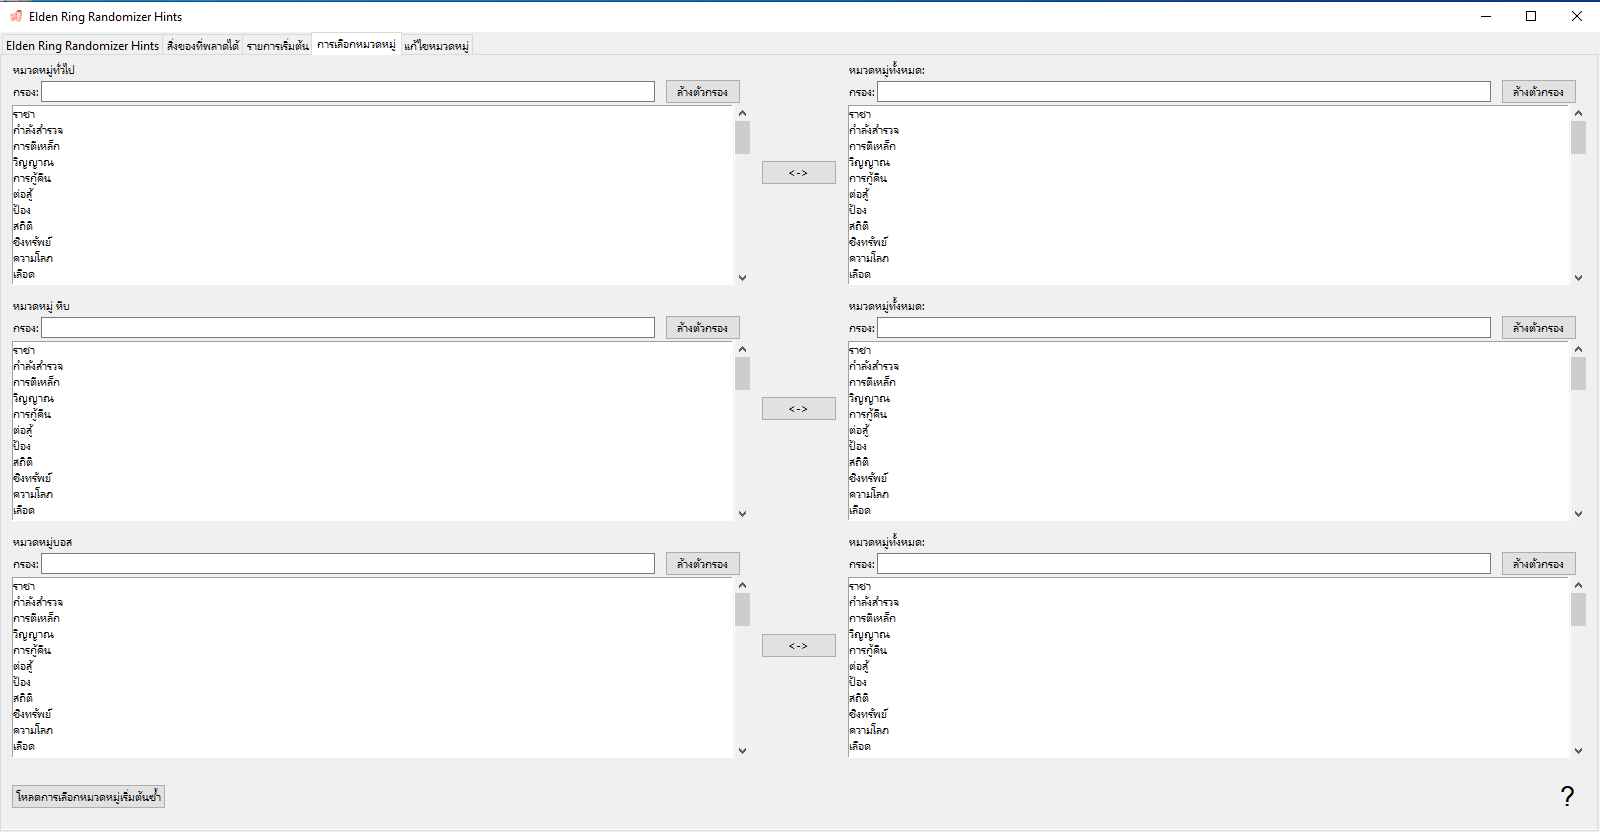 Elden Ring Randomizer Hints
Elden Ring Randomizer Hints สิ่งของที่พลาดได้ รายการเริ่มต้น การเลือกหมวดหมู่ แก้ไขหมวดหมู่
หมวดหมู่ทั่วไป
กรอง: ล้างตัวกรอง
ราชา
กำลังสำรวจ
การตีเหล็ก
วิญญาณ
การกู้คืน
ต่อสู้
ป้อง
สถิติ
ชิงทรัพย์
ความโลภ
เลือด
<->
หมวดหมู่ทั้งหมด:
กรอง: ล้างตัวกรอง
ราชา
กำลังสำรวจ
การตีเหล็ก
วิญญาณ
การกู้คืน
ต่อสู้
ป้อง
สถิติ
ชิงทรัพย์
ความโลภ
เลือด
หมวดหมู่ หีบ
กรอง: ล้างตัวกรอง
ราชา
กำลังสำรวจ
การตีเหล็ก
วิญญาณ
การกู้คืน
ต่อสู้
ป้อง
สถิติ
ชิงทรัพย์
ความโลภ
เลือด
<->
หมวดหมู่ทั้งหมด:
กรอง: ล้างตัวกรอง
ราชา
กำลังสำรวจ
การตีเหล็ก
วิญญาณ
การกู้คืน
ต่อสู้
ป้อง
สถิติ
ชิงทรัพย์
ความโลภ
เลือด
หมวดหมู่บอส
กรอง: ล้างตัวกรอง
ราชา
กำลังสำรวจ
การตีเหล็ก
วิญญาณ
การกู้คืน
ต่อสู้
ป้อง
สถิติ
ชิงทรัพย์
ความโลภ
เลือด
<->
หมวดหมู่ทั้งหมด:
กรอง: ล้างตัวกรอง
ราชา
กำลังสำรวจ
การตีเหล็ก
วิญญาณ
การกู้คืน
ต่อสู้
ป้อง
สถิติ
ชิงทรัพย์
ความโลภ
เลือด
โหลดการเลือกหมวดหมู่เริ่มต้นซ้ำ
?